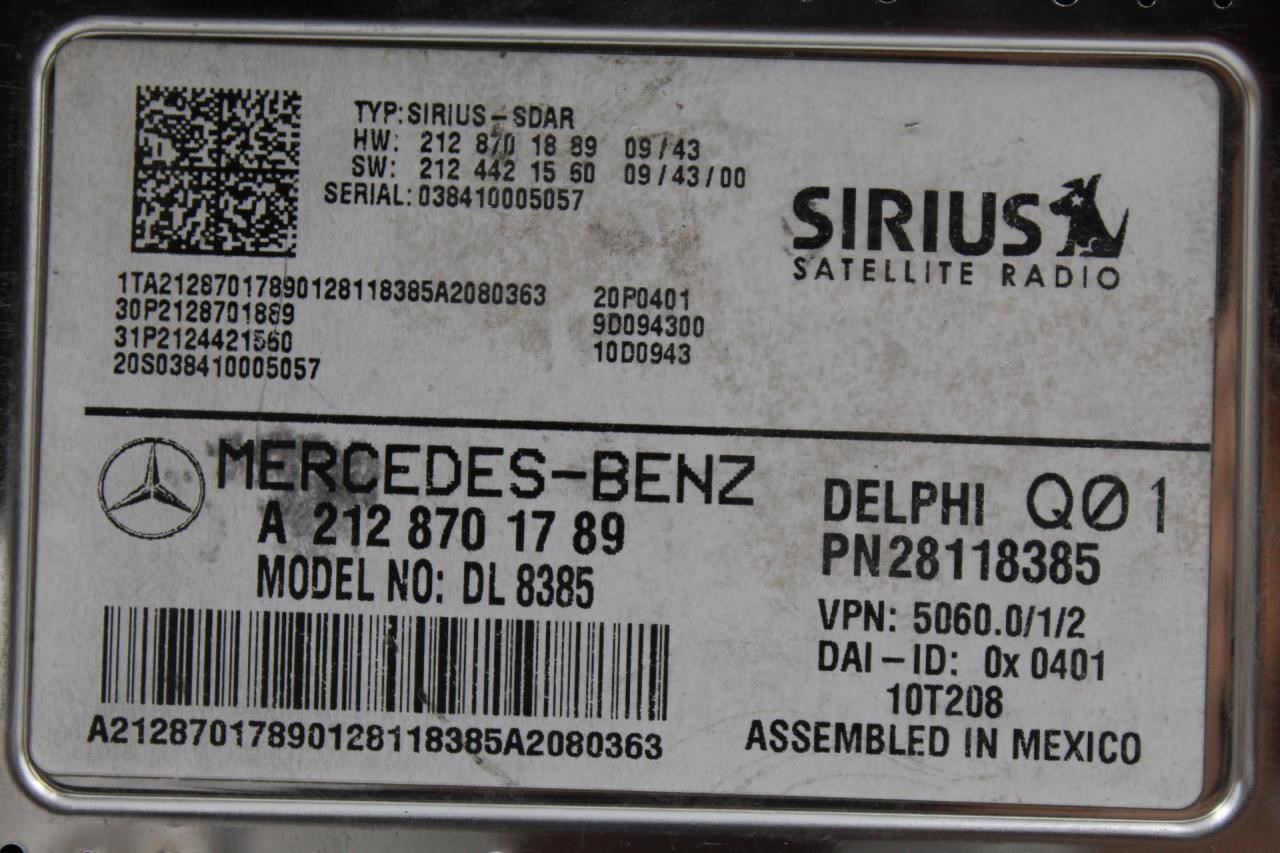 TYP: SIRIUS-SDAR
HW: 212 870 18 89 09/43
SW: 212 442 15 60 09/43/00
SERIAL: 038410005057
SIRIUS
SATELLITE RADIO
1TA21287017890128118385A2080363 20P0401
30P2128701889 9D094300
31P2124421560 10D0943
20S038410005057
MERCEDES-BENZ
A 212 870 17 89
MODEL NO: DL 8385
A21287017890128118385A2080363
DELPHI QØ1
PN28118385
VPN: 5060.0/1/2
DAI-ID: 0x 0401
10T208
ASSEMBLED IN MEXICO